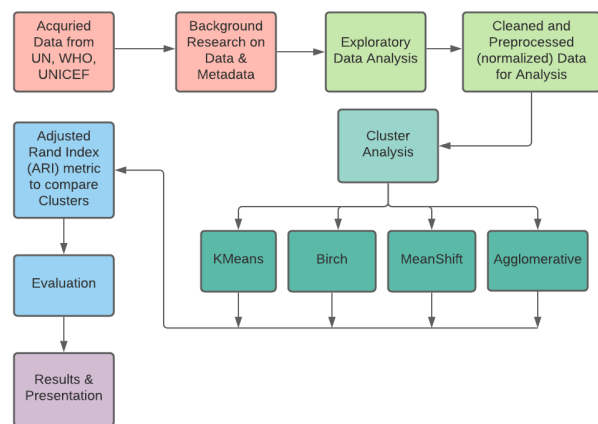 Acquried
Data from
UN, WHO,
UNICEF
Background
Research on
Data &
Metadata
Exploratory
Data Analysis
Cleaned and
Preprocessed
(normalized) Data
for Analysis
Cluster
Analysis
KMeans
Birch
MeanShift
Agglomerative
Adjusted
Rand Index
(ARI) metric
to compare
Clusters
Evaluation
Results &
Presentation